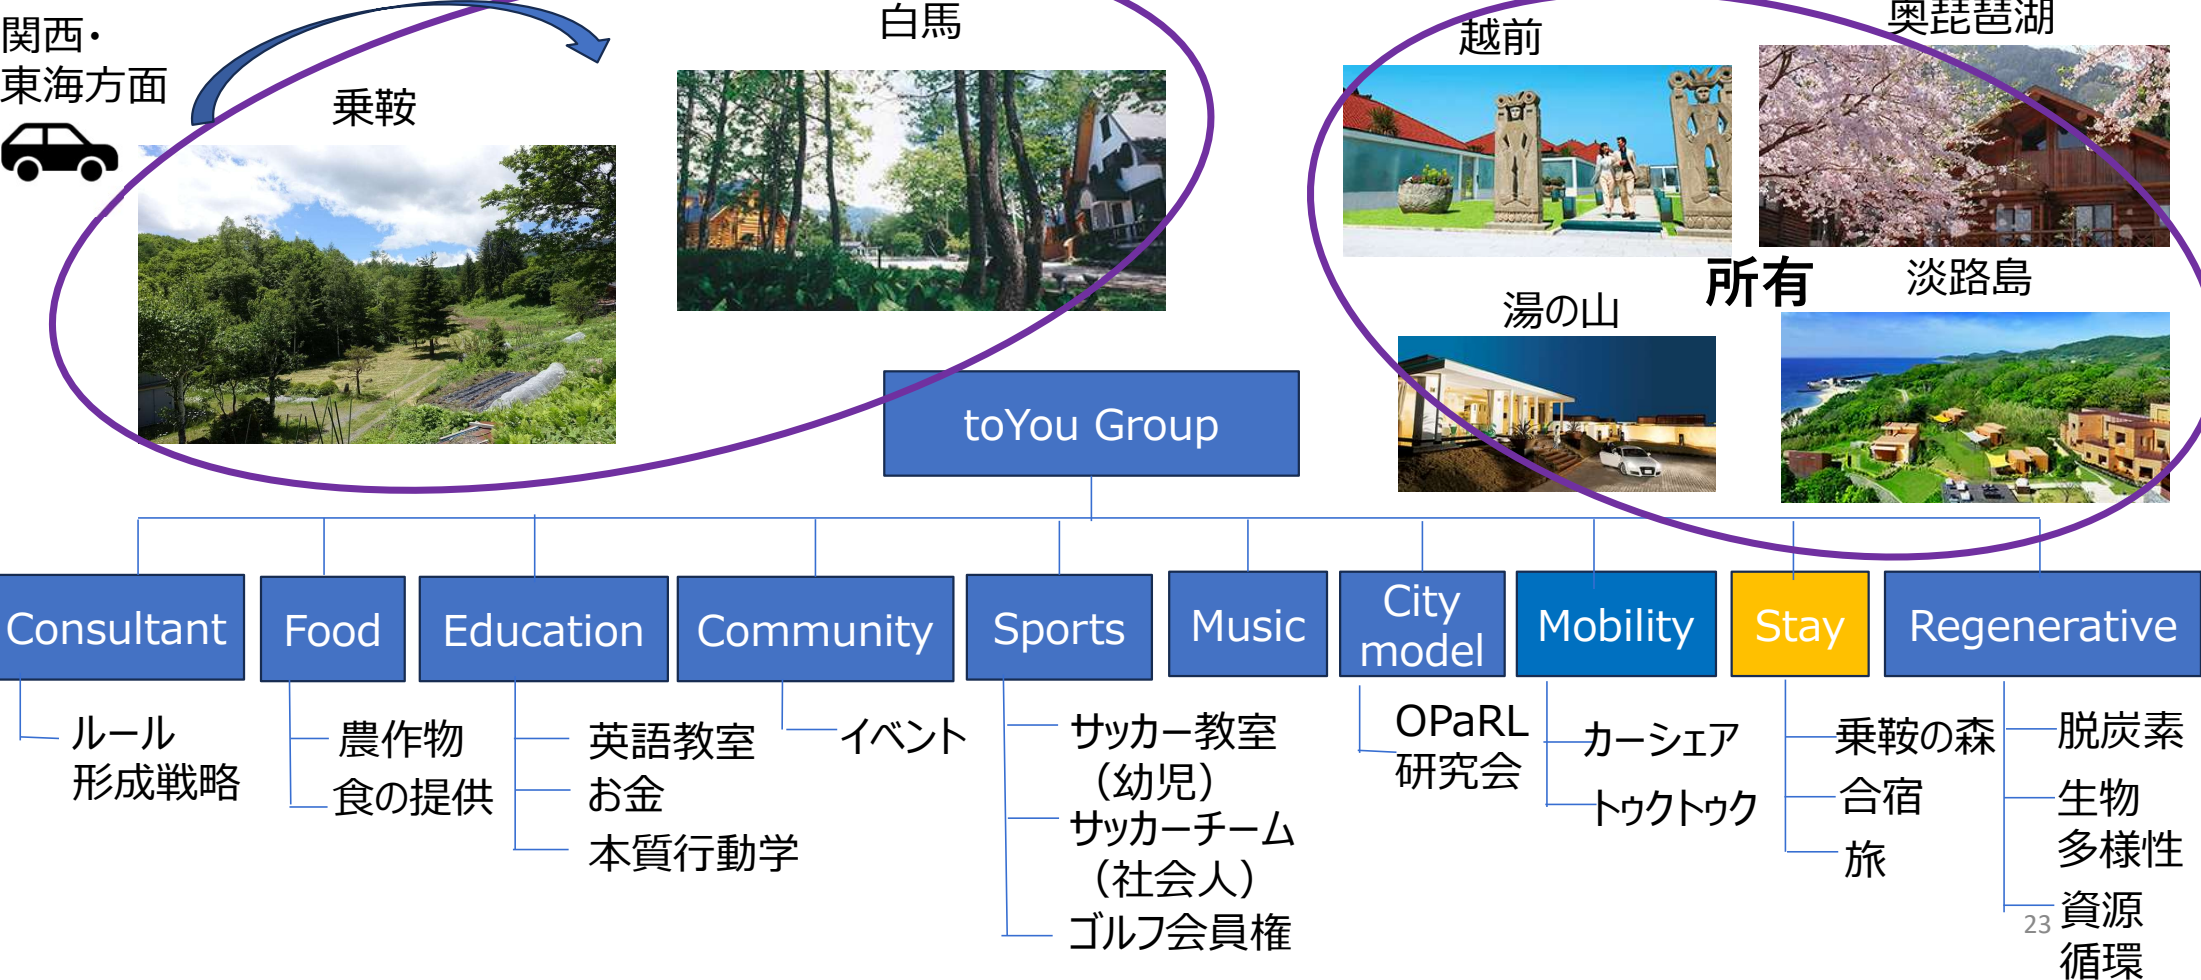 関西・
東海方面
乗鞍
白馬
越前
奥琵琶湖
所有
湯の山
淡路島
toYou Group
Consultant
Food
Education
Community
Sports
Music
City
model
Mobility
Stay
Regenerative
ルール
形成戦略
農作物
食の提供
英語教室
お金
本質行動学
イベント
サッカー教室
（幼児）
サッカーチーム
（社会人）
ゴルフ会員権
OPaRL
研究会
カーシェア
トゥクトゥク
乗鞍の森
合宿
旅
脱炭素
生物
多様性
資源
循環
23